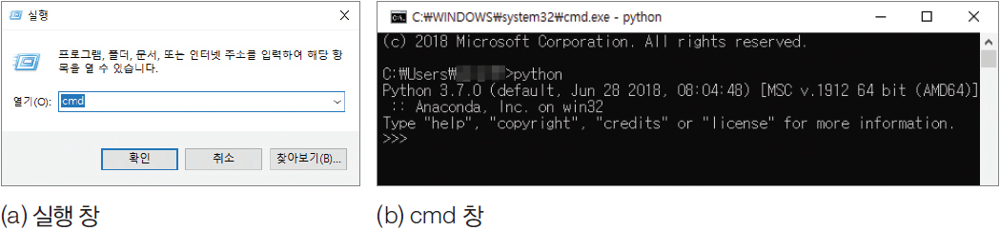 실행
프로그램, 폴더, 문서, 또는 인터넷 주소를 입력하여 해당 항
목을 열 수 있습니다.
열기(O): cmd
확인 취소 찾아보기(B)...
(a) 실행 창
C:₩WINDOWS₩system32₩cmd.exe - python
(c) 2018 Microsoft Corporation. All rights reserved.
C:₩Users₩ >python
Python 3.7.0 (default, Jun 28 2018, 08:04:48) [MSC v.1912 64 bit (AMD64)]
:: Anaconda, Inc. on win32
Type "help", "copyright", "credits" or "license" for more information.
>>>
(b) cmd 창